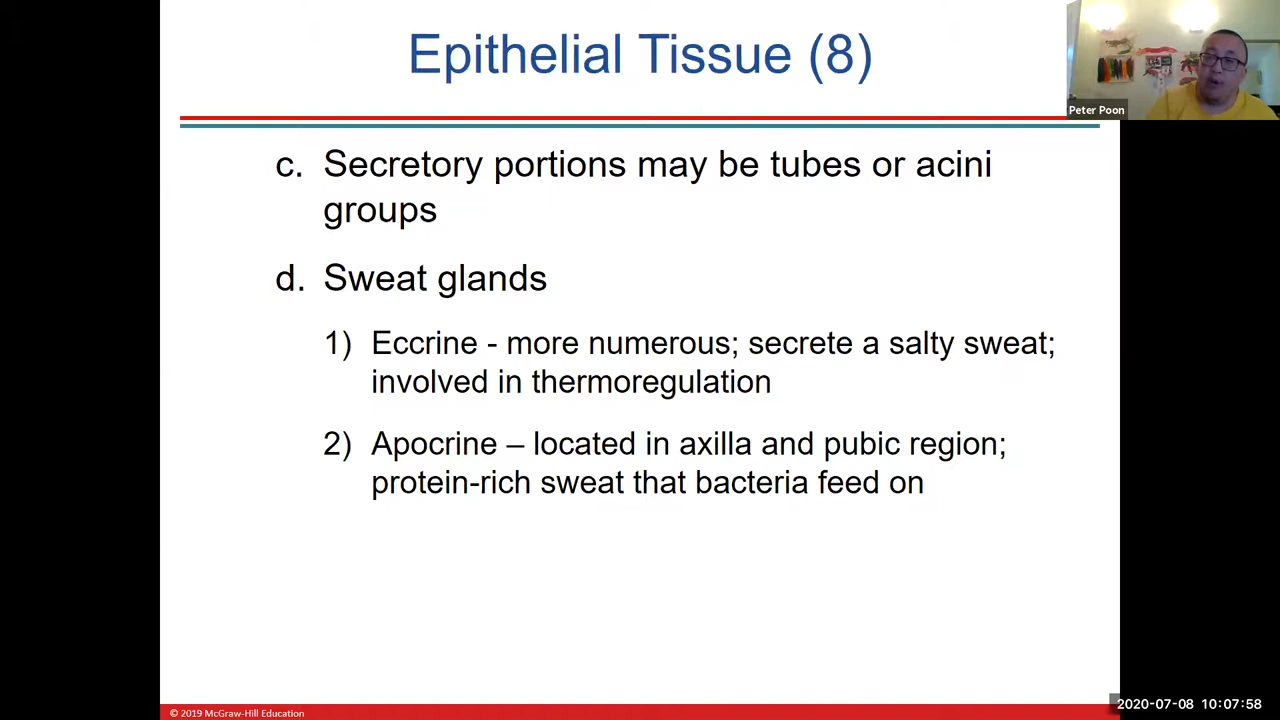 Epithelial Tissue (8)
Peter Poon
c. Secretory portions may be tubes or acini
groups
d. Sweat glands
1) Eccrine - more numerous; secrete a salty sweat;
involved in thermoregulation
2) Apocrine – located in axilla and pubic region;
protein-rich sweat that bacteria feed on
© 2019 McGraw-Hill Education
2020-07-08 10:07:58